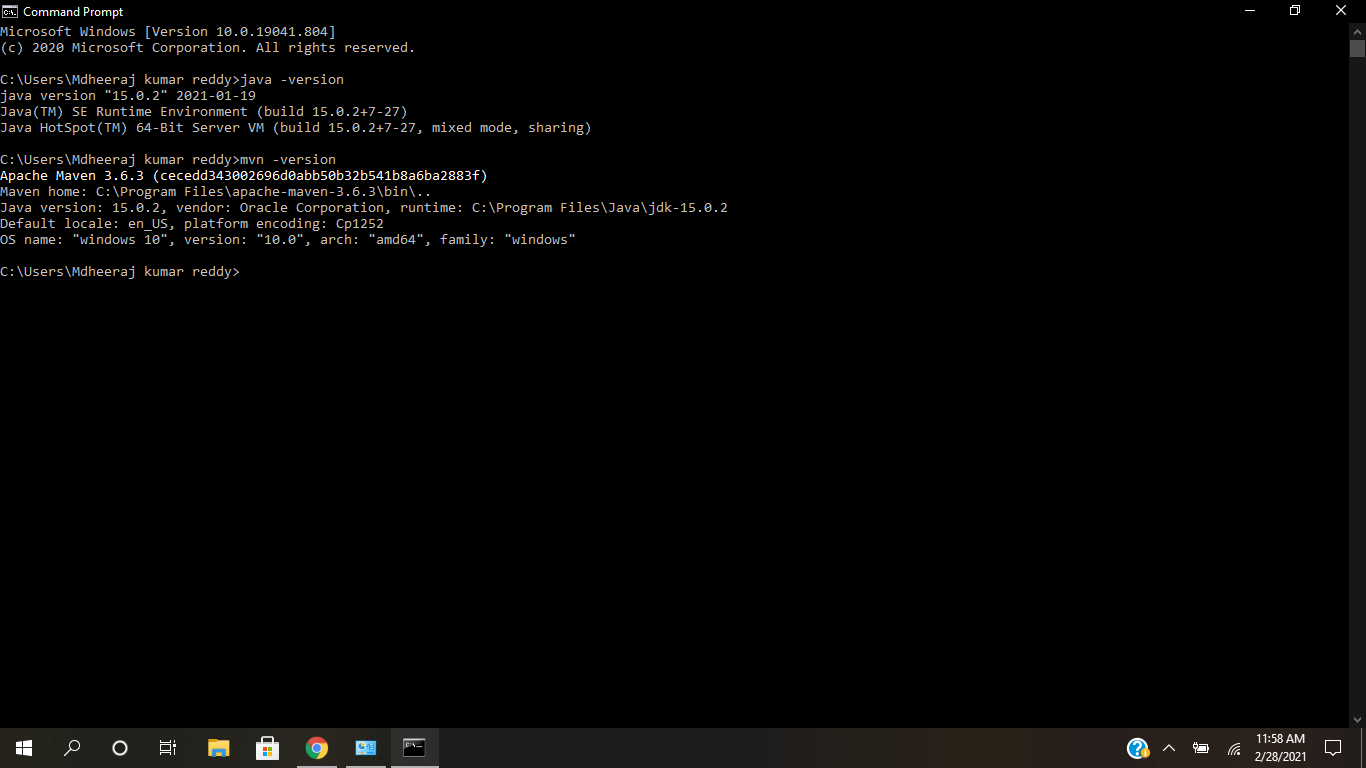 Command Prompt
Microsoft Windows [Version 10.0.19041.804]
(c) 2020 Microsoft Corporation. All rights reserved.
C:\Users\Mdheeraj kumar reddy>java -version
java version "15.0.2" 2021-01-19
Java(TM) SE Runtime Environment (build 15.0.2+7-27)
Java HotSpot(TM) 64-Bit Server VM (build 15.0.2+7-27, mixed mode, sharing)
C:\Users\Mdheeraj kumar reddy>mvn -version
Apache Maven 3.6.3 (cecedd343002696d0abb50b32b541b8a6ba2883f)
Maven home: C:\Program Files\apache-maven-3.6.3\bin\..
Java version: 15.0.2, vendor: Oracle Corporation, runtime: C:\Program Files\Java\jdk-15.0.2
Default locale: en_US, platform encoding: Cp1252
OS name: "windows 10", version: "10.0", arch: "amd64", family: "windows"
C:\Users\Mdheeraj kumar reddy>
11:58 AM
2/28/2021